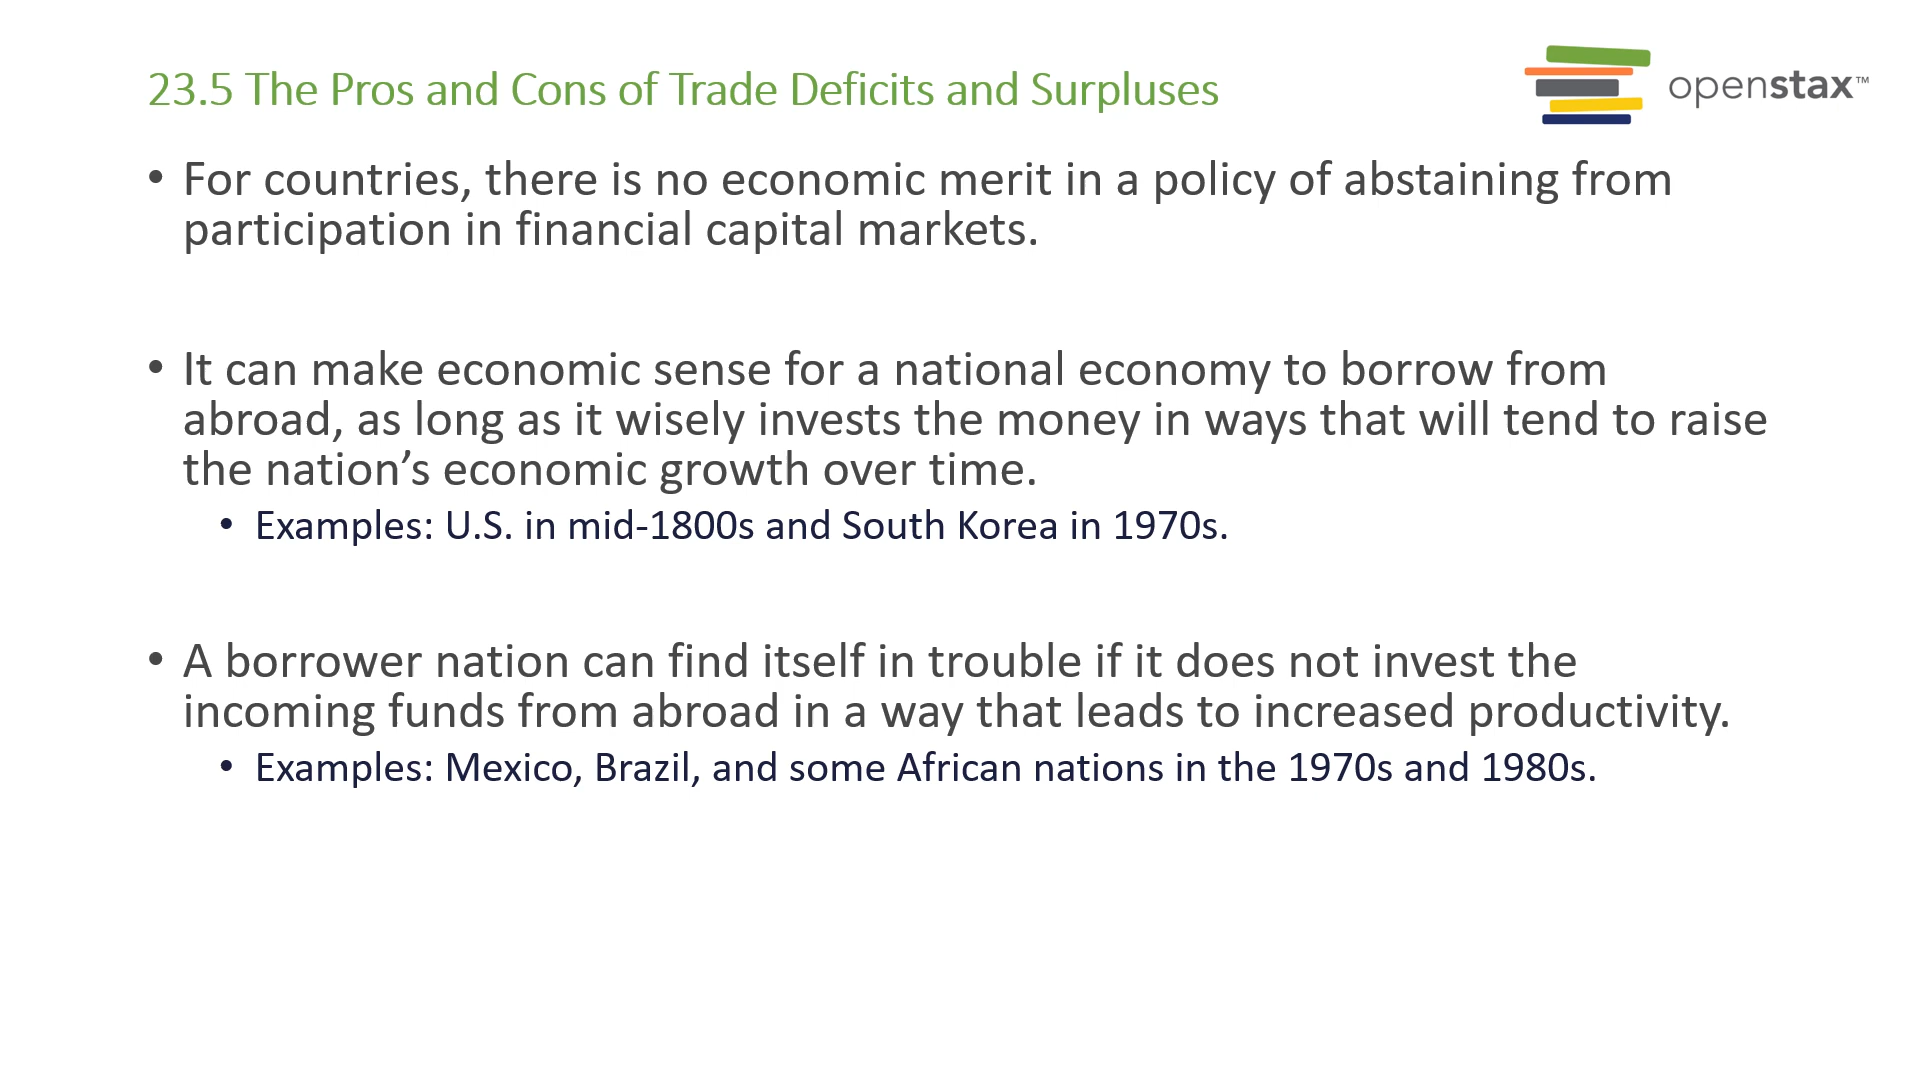 23.5 The Pros and Cons of Trade Deficits and Surpluses
openstax™
• For countries, there is no economic merit in a policy of abstaining from
participation in financial capital markets.
• It can make economic sense for a national economy to borrow from
abroad, as long as it wisely invests the money in ways that will tend to raise
the nation’s economic growth over time.
• Examples: U.S. in mid-1800s and South Korea in 1970s.
• A borrower nation can find itself in trouble if it does not invest the
incoming funds from abroad in a way that leads to increased productivity.
• Examples: Mexico, Brazil, and some African nations in the 1970s and 1980s.